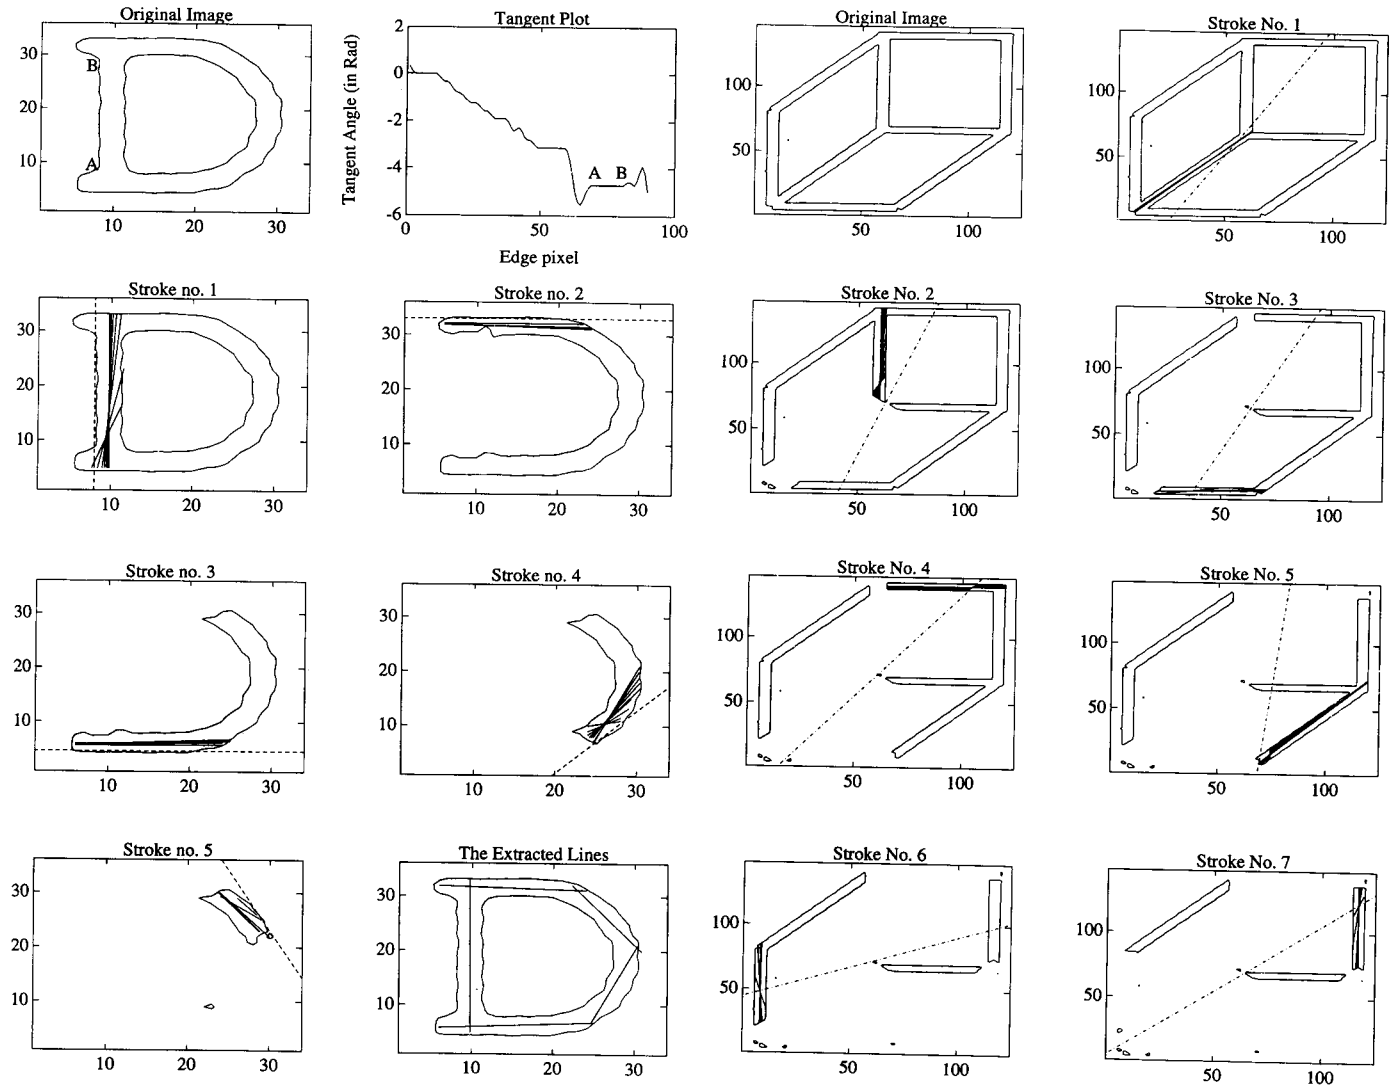 Original Image
30
20
10
B
A
10 20 30
Tangent Plot
Tangent Angle (in Rad)
2
0
-2
-4
-6
A B
0 50 100
Edge pixel
Original Image
100
50
50 100
Stroke No. 1
100
50
50 100
Stroke no. 1
30
20
10
10 20 30
Stroke no. 2
30
20
10
10 20 30
Stroke No. 2
100
50
50 100
Stroke No. 3
100
50
50 100
Stroke no. 3
30
20
10
10 20 30
Stroke no. 4
30
20
10
10 20 30
Stroke No. 4
100
50
50 100
Stroke No. 5
100
50
50 100
Stroke no. 5
30
20
10
10 20 30
The Extracted Lines
30
20
10
10 20 30
Stroke No. 6
100
50
50 100
Stroke No. 7
100
50
50 100